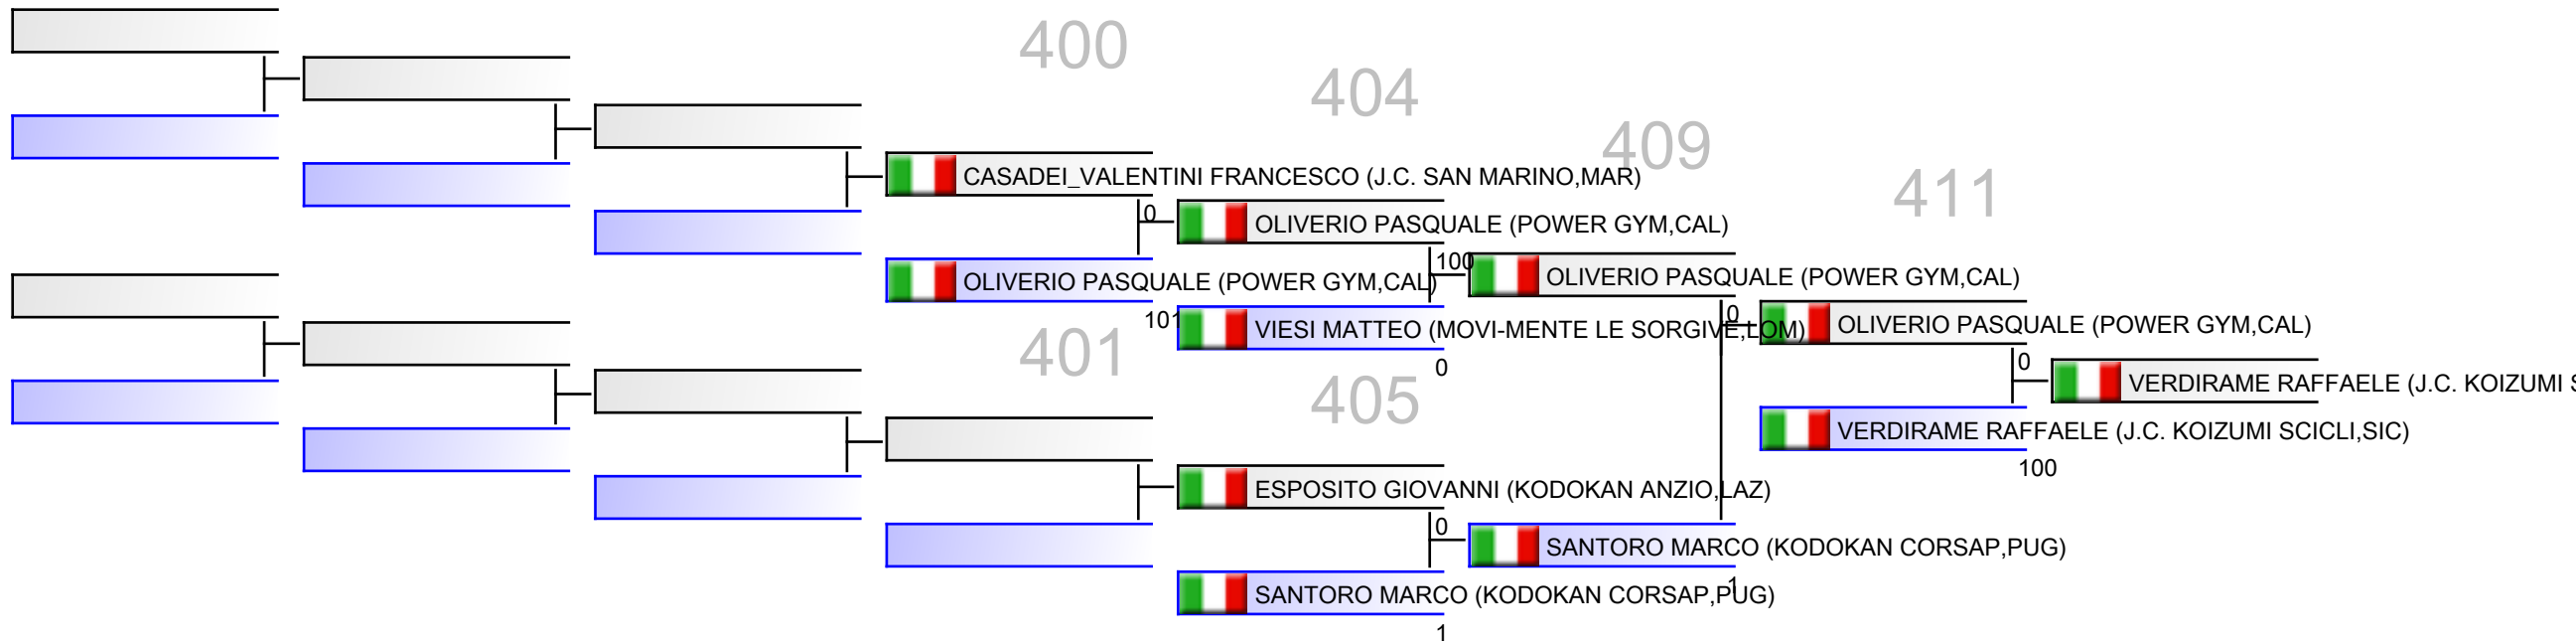 400
404
409
411
CASADEI_VALENTINI FRANCESCO (J.C. SAN MARINO,MAR)
0
OLIVERIO PASQUALE (POWER GYM,CAL)
100
OLIVERIO PASQUALE (POWER GYM,CAL)
OLIVERIO PASQUALE (POWER GYM,CAL)
101
VIESI MATTEO (MOVI-MENTE LE SORGIVE,LOM)
0
0
OLIVERIO PASQUALE (POWER GYM,CAL)
0
VERDIRAME RAFFAELE (J.C. KOIZUMI S
VERDIRAME RAFFAELE (J.C. KOIZUMI SCICLI,SIC)
100
401
405
ESPOSITO GIOVANNI (KODOKAN ANZIO,LAZ)
0
SANTORO MARCO (KODOKAN CORSAP,PUG)
1
SANTORO MARCO (KODOKAN CORSAP,PUG)
1